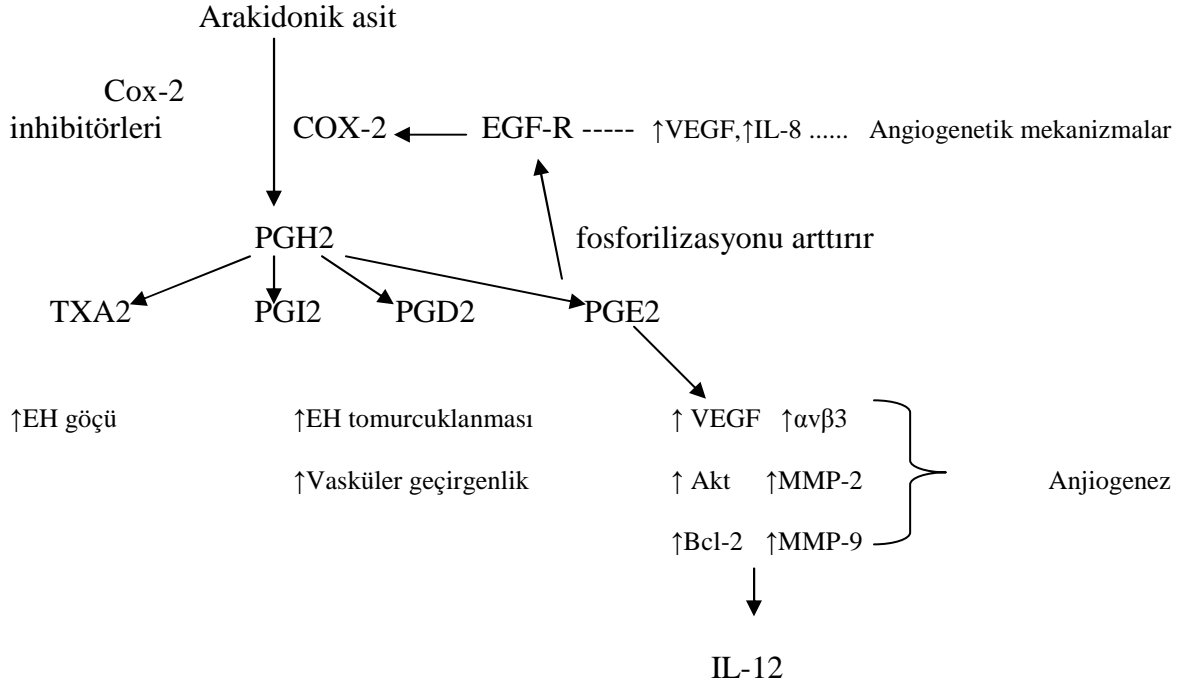 Arakidonik asit
Cox-2
inhibitörleri COX-2 EGF-R ----- ↑VEGF,↑IL-8 ...... Angiogenetik mekanizmalar
PGH2 fosforilizasyonu arttırır
TXA2 PGI2 PGD2 PGE2
↑EH göçü ↑EH tomurcuklanması ↑ VEGF ↑αvβ3
↑Vasküler geçirgenlik ↑ Akt ↑MMP-2 Anjiogenez
↑Bcl-2 ↑MMP-9
IL-12